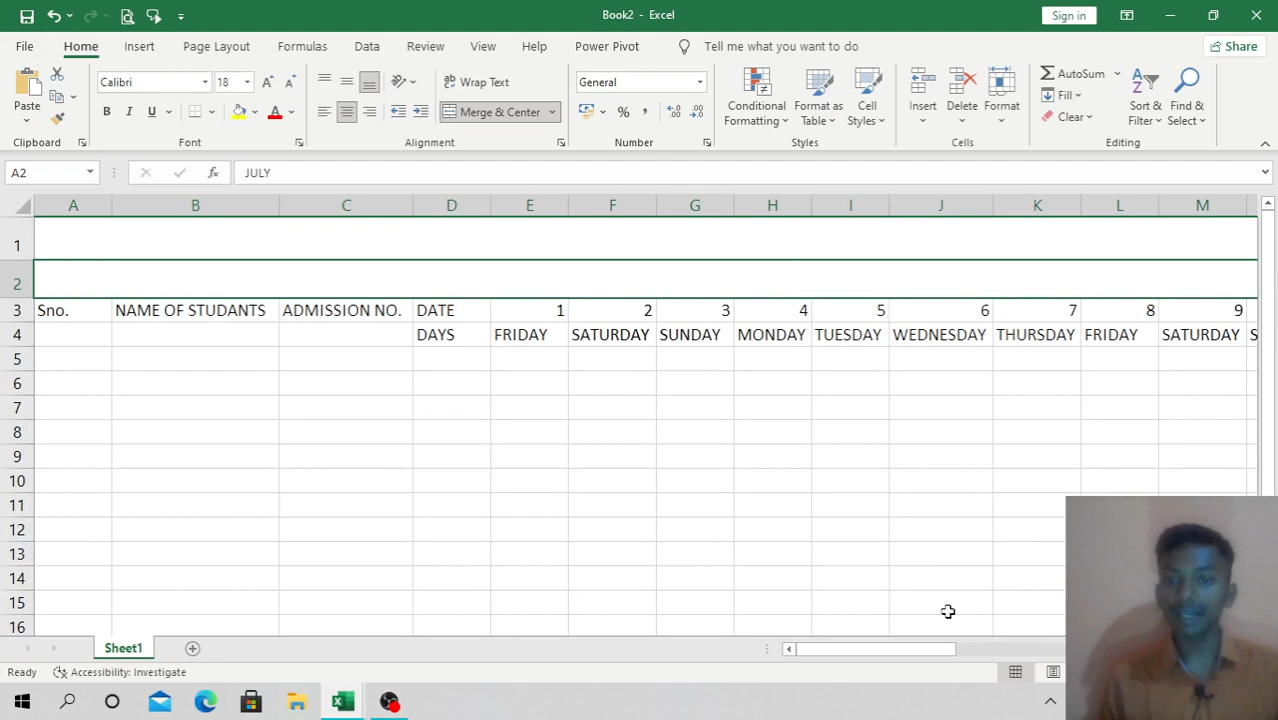 Book2 - Excel
Sign in
File Home Insert Page Layout Formulas Data Review View Help Power Pivot Tell me what you want to do Share
Paste
Calibri 18
B I U
A
Wrap Text
Merge & Center
General
%
Conditional Formatting
Format as Table
Cell Styles
Insert Delete Format
AutoSum
Fill
Clear
Sort & Filter
Find & Select
Clipboard Font Alignment Number Styles Cells Editing
A2 fx JULY
A B C D E F G H I J K L M
1
2
3 Sno. NAME OF STUDANTS ADMISSION NO. DATE 1 2 3 4 5 6 7 8 9
4 DAYS FRIDAY SATURDAY SUNDAY MONDAY TUESDAY WEDNESDAY THURSDAY FRIDAY SATURDAY S
5
6
7
8
9
10
11
12
13
14
15
16
Sheet1
Ready Accessibility: Investigate